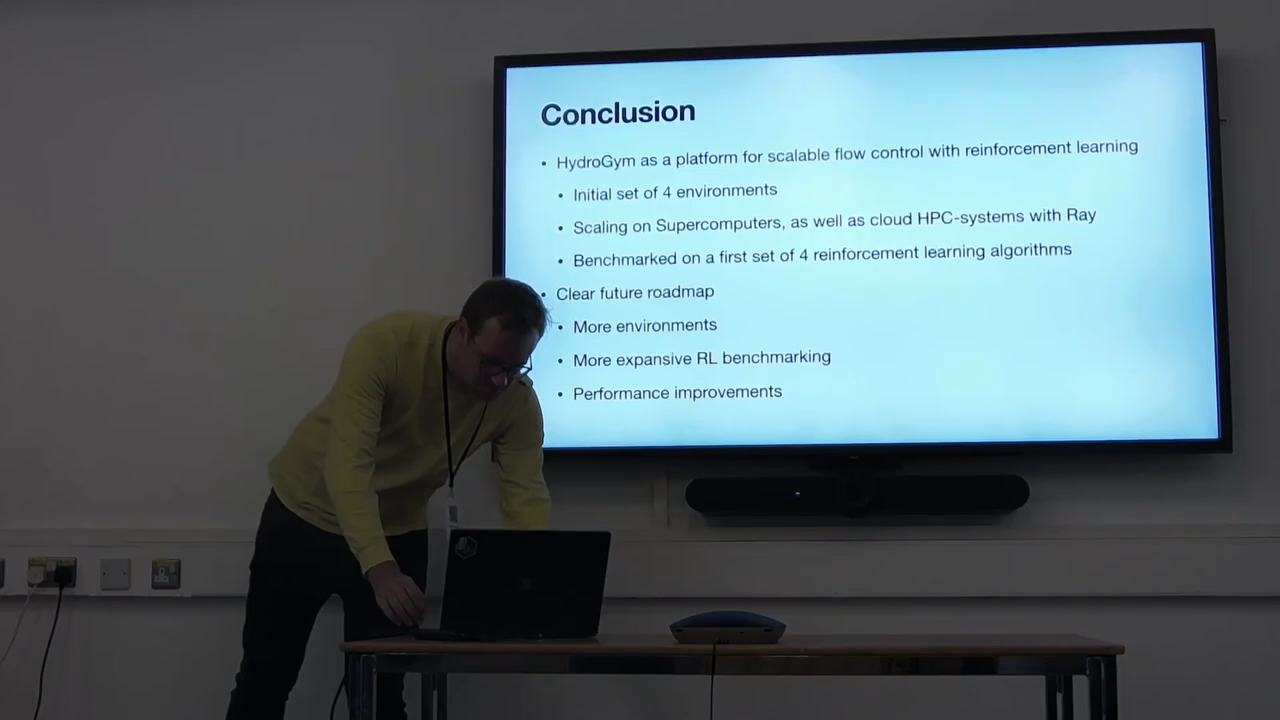 Conclusion
• HydroGym as a platform for scalable flow control with reinforcement learning
• Initial set of 4 environments
• Scaling on Supercomputers, as well as cloud HPC-systems with Ray
• Benchmarked on a first set of 4 reinforcement learning algorithms
• Clear future roadmap
• More environments
• More expansive RL benchmarking
• Performance improvements